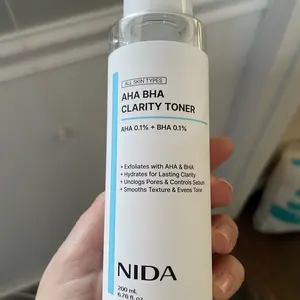 ALL SKIN TYPES
AHA BHA
CLARITY TONER
AHA 0.1% + BHA 0.1%
• Exfoliates with AHA & BHA
• Hydrates for Lasting Clarity
• Unclogs Pores & Controls Sebum
• Smooths Texture & Evens Tone
NIDA
200 mL
6.76 fl. oz